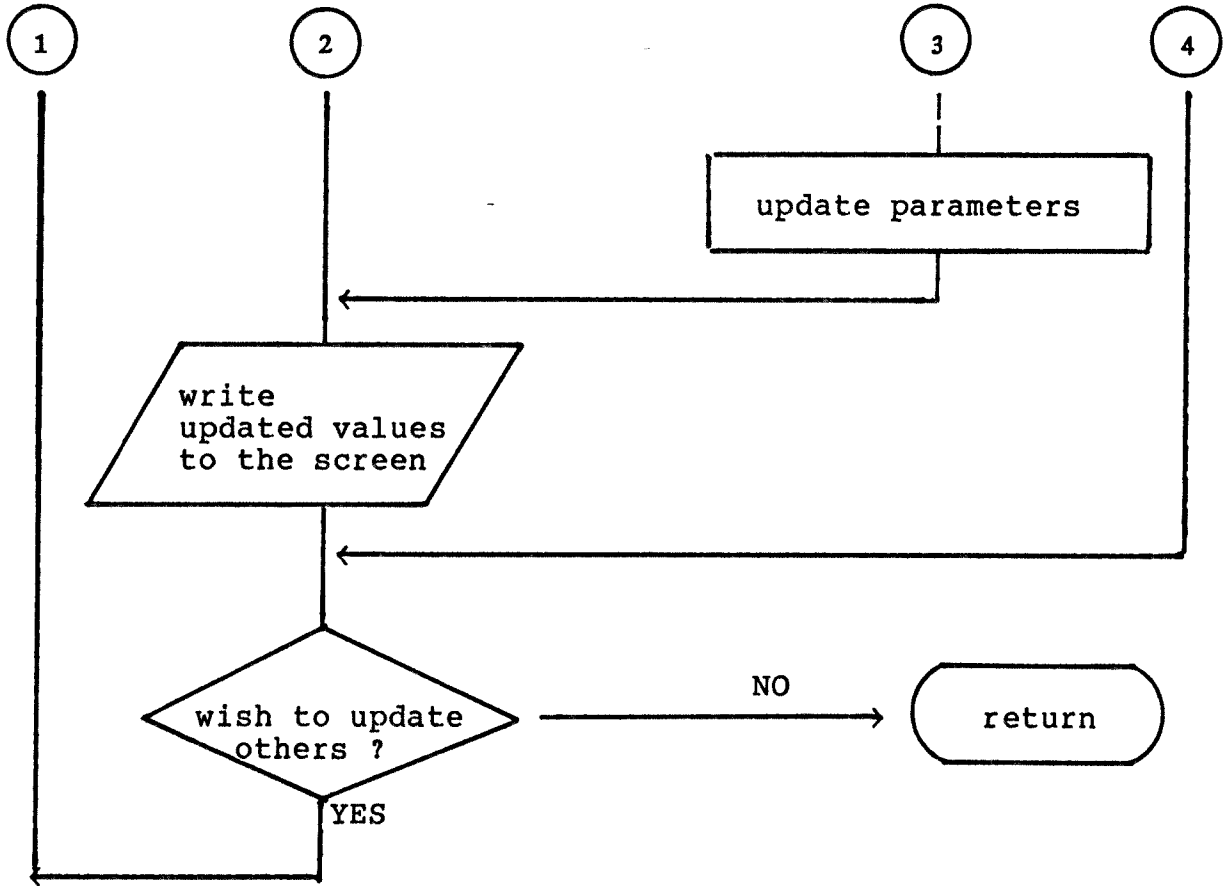 1
2
3
4
update parameters
write
updated values
to the screen
wish to update
others ?
NO
return
YES